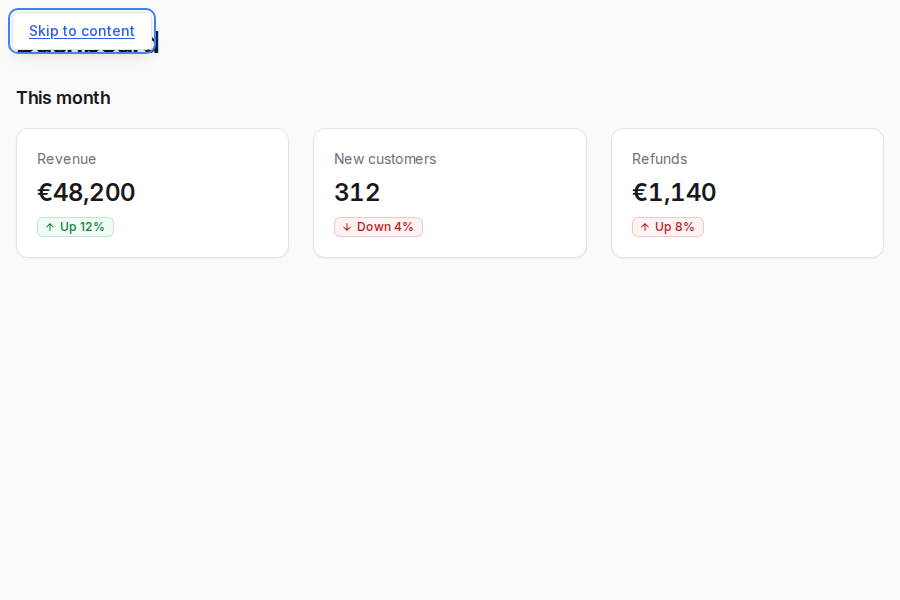 Skip to content
This month
Revenue
€48,200
↑ Up 12%
New customers
312
↓ Down 4%
Refunds
€1,140
↑ Up 8%